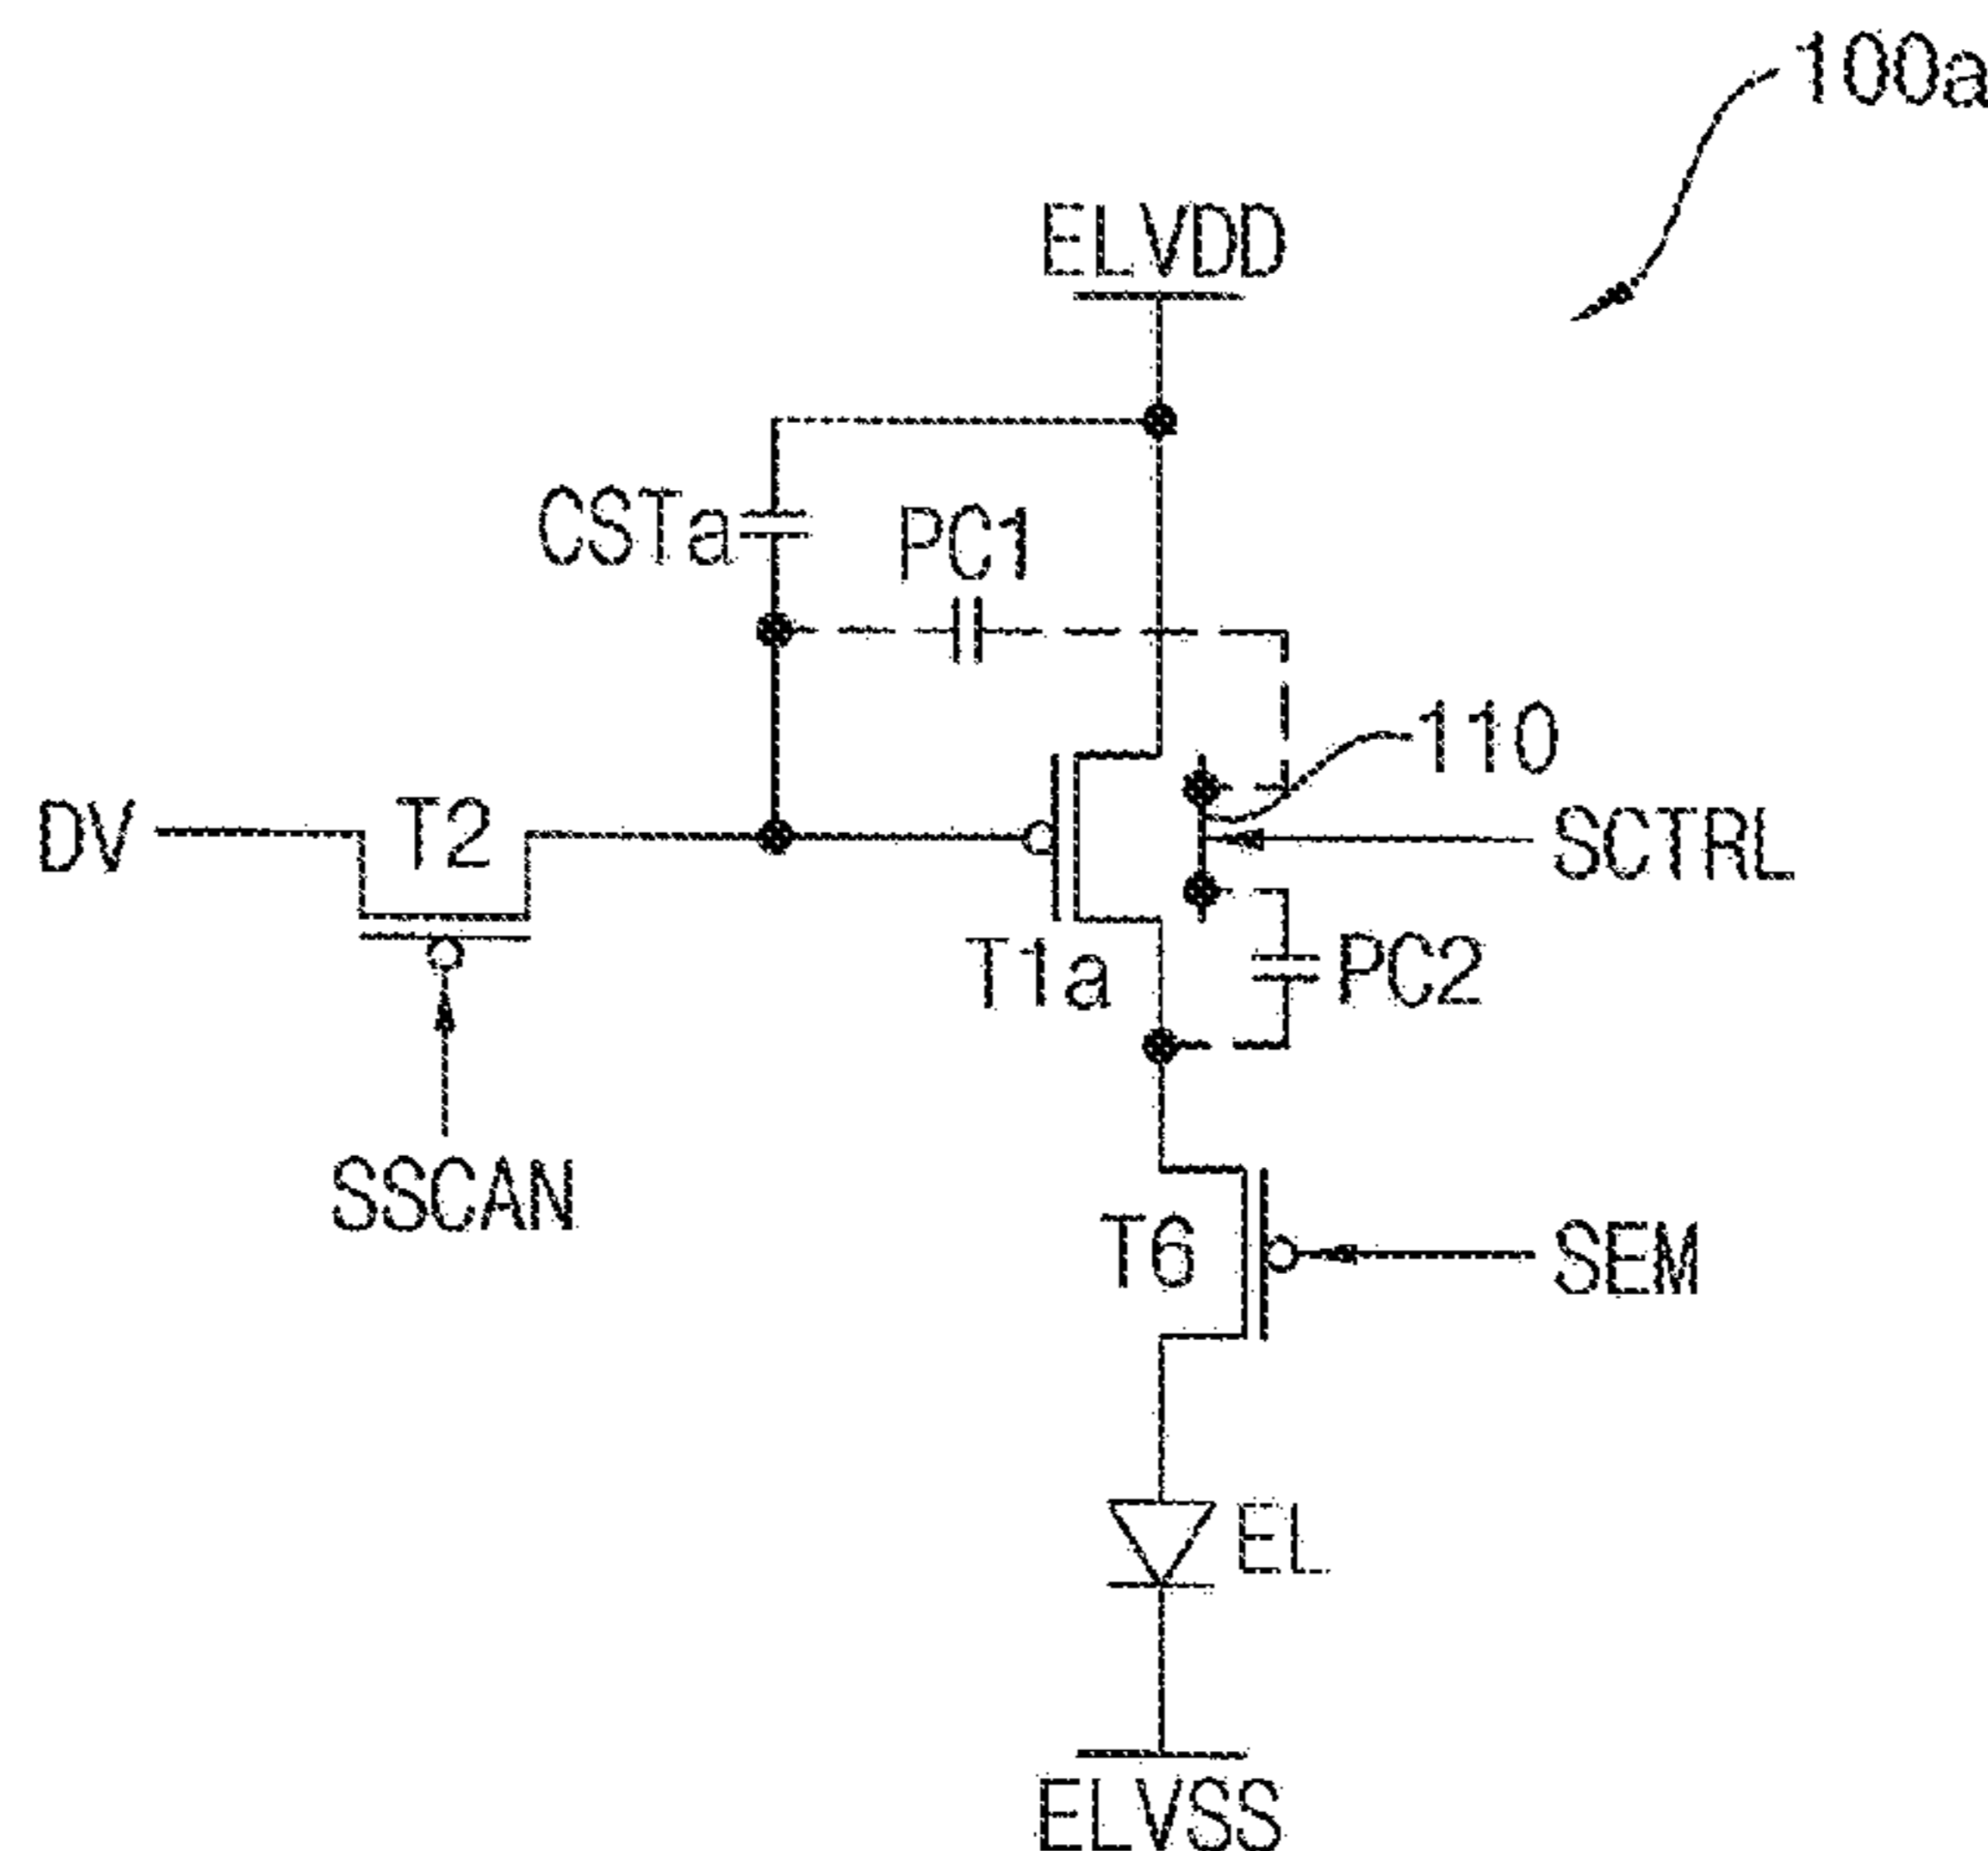 100a
ELVDD
CSTa
PC1
110
DV
T2
SCTRL
T1a
PC2
SSCAN
T6
SEM
EL
ELVSS